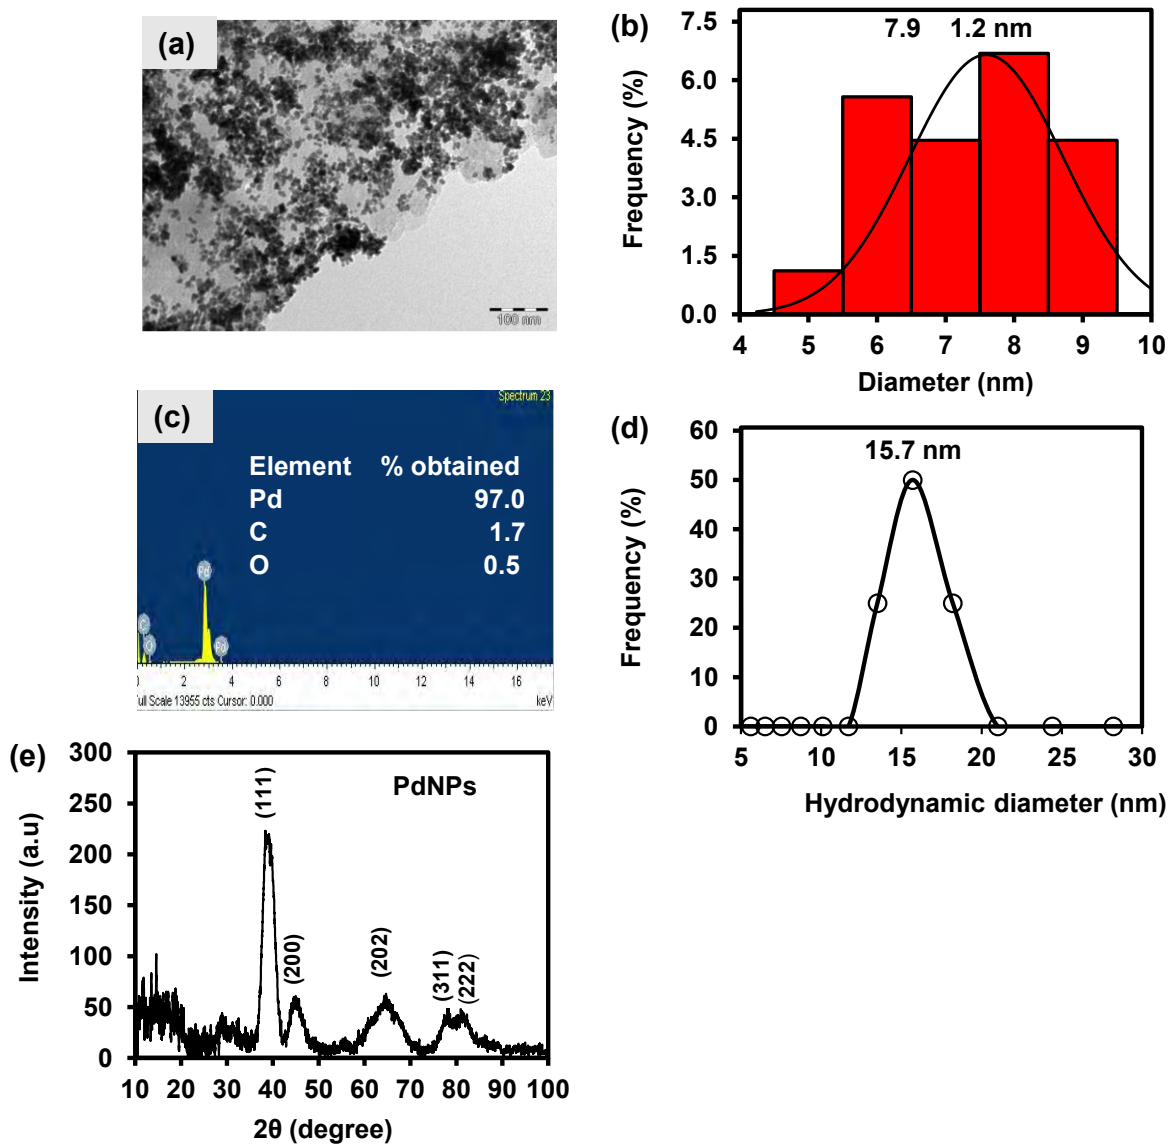 (a)
100 nm
(b)
7.9 1.2 nm
Frequency (%)
7.5
6.0
4.5
3.0
1.5
0.0
4 5 6 7 8 9 10
Diameter (nm)
(c)
Spectrum 23
Element % obtained
Pd 97.0
C 1.7
O 0.5
Pd
C
O
Pd
2 4 6 8 10 12 14 16
ull Scale 13955 cts Cursor: 0.000
keV
(d)
15.7 nm
Frequency (%)
60
50
40
30
20
10
0
5 10 15 20 25 30
Hydrodynamic diameter (nm)
(e)
PdNPs
Intensity (a.u)
300
250
200
150
100
50
0
(111)
(200)
(202)
(311)
(222)
10 20 30 40 50 60 70 80 90 100
2θ (degree)